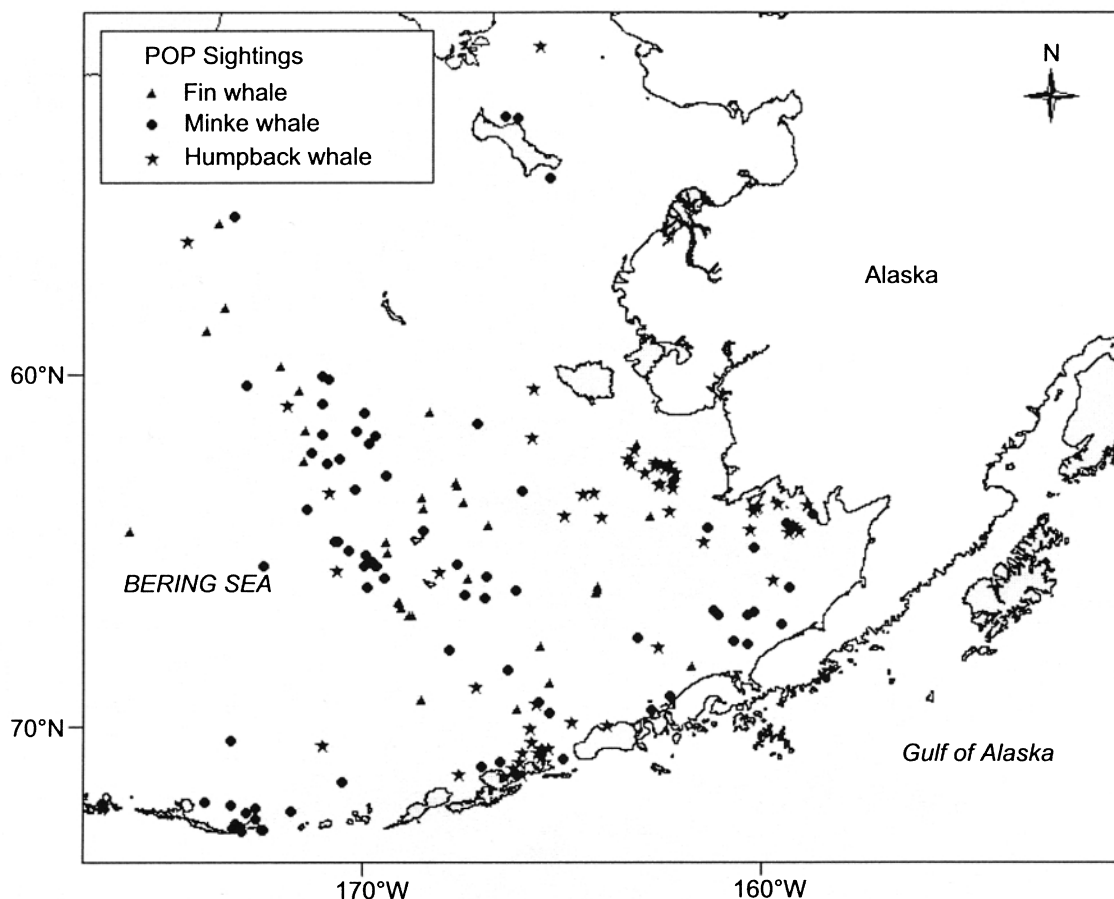 POP Sightings
Fin whale
Minke whale
Humpback whale
N
Alaska
60°N
BERING SEA
70°N
Gulf of Alaska
170°W
160°W